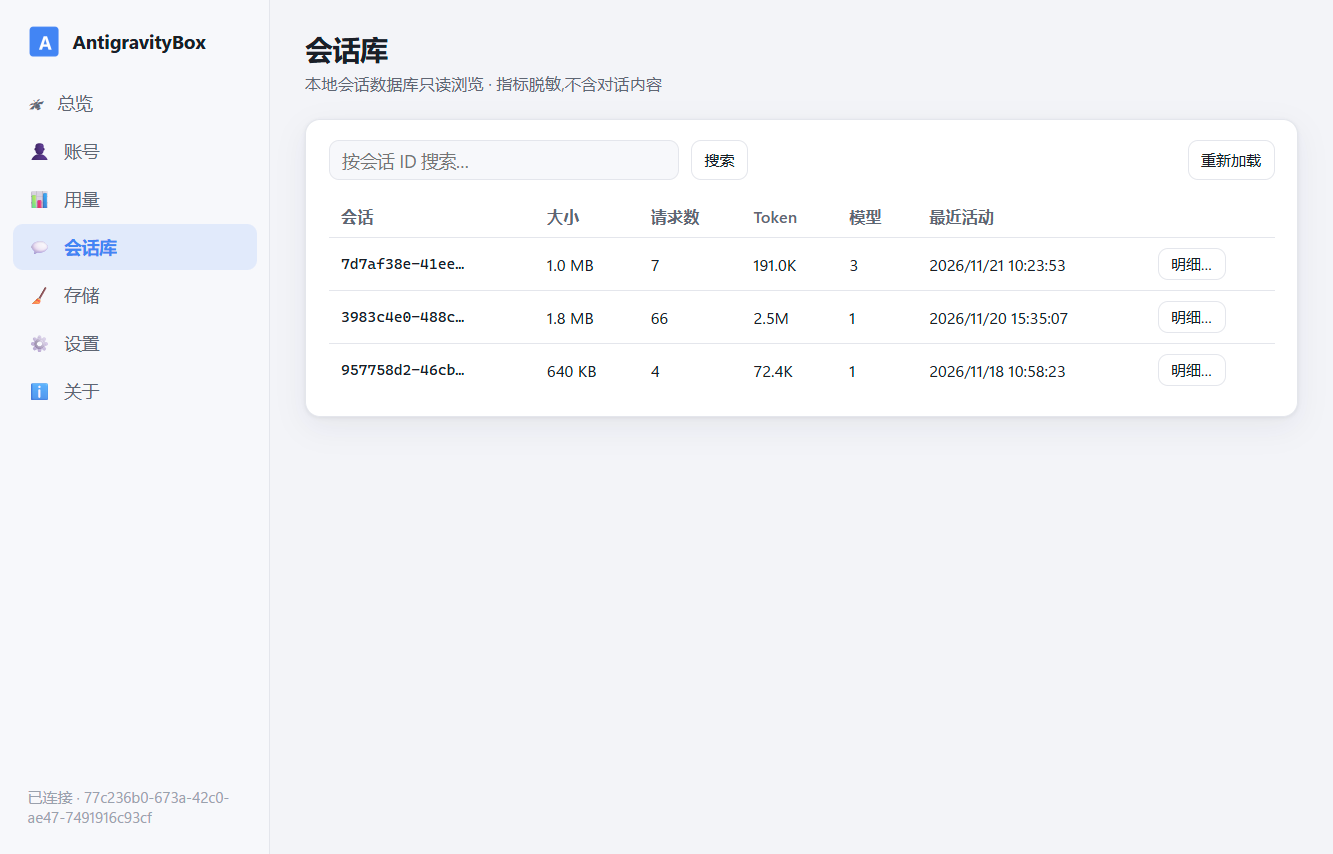 A AntigravityBox
总览
账号
用量
会话库
存储
设置
关于
已连接 · 77c236b0-673a-42c0-
ae47-7491916c93cf
会话库
本地会话数据库只读浏览 · 指标脱敏,不含对话内容
按会话 ID 搜索... 搜索 重新加载
会话 大小 请求数 Token 模型 最近活动
7d7af38e-41ee… 1.0 MB 7 191.0K 3 2026/11/21 10:23:53 明细...
3983c4e0-488c… 1.8 MB 66 2.5M 1 2026/11/20 15:35:07 明细...
957758d2-46cb… 640 KB 4 72.4K 1 2026/11/18 10:58:23 明细...